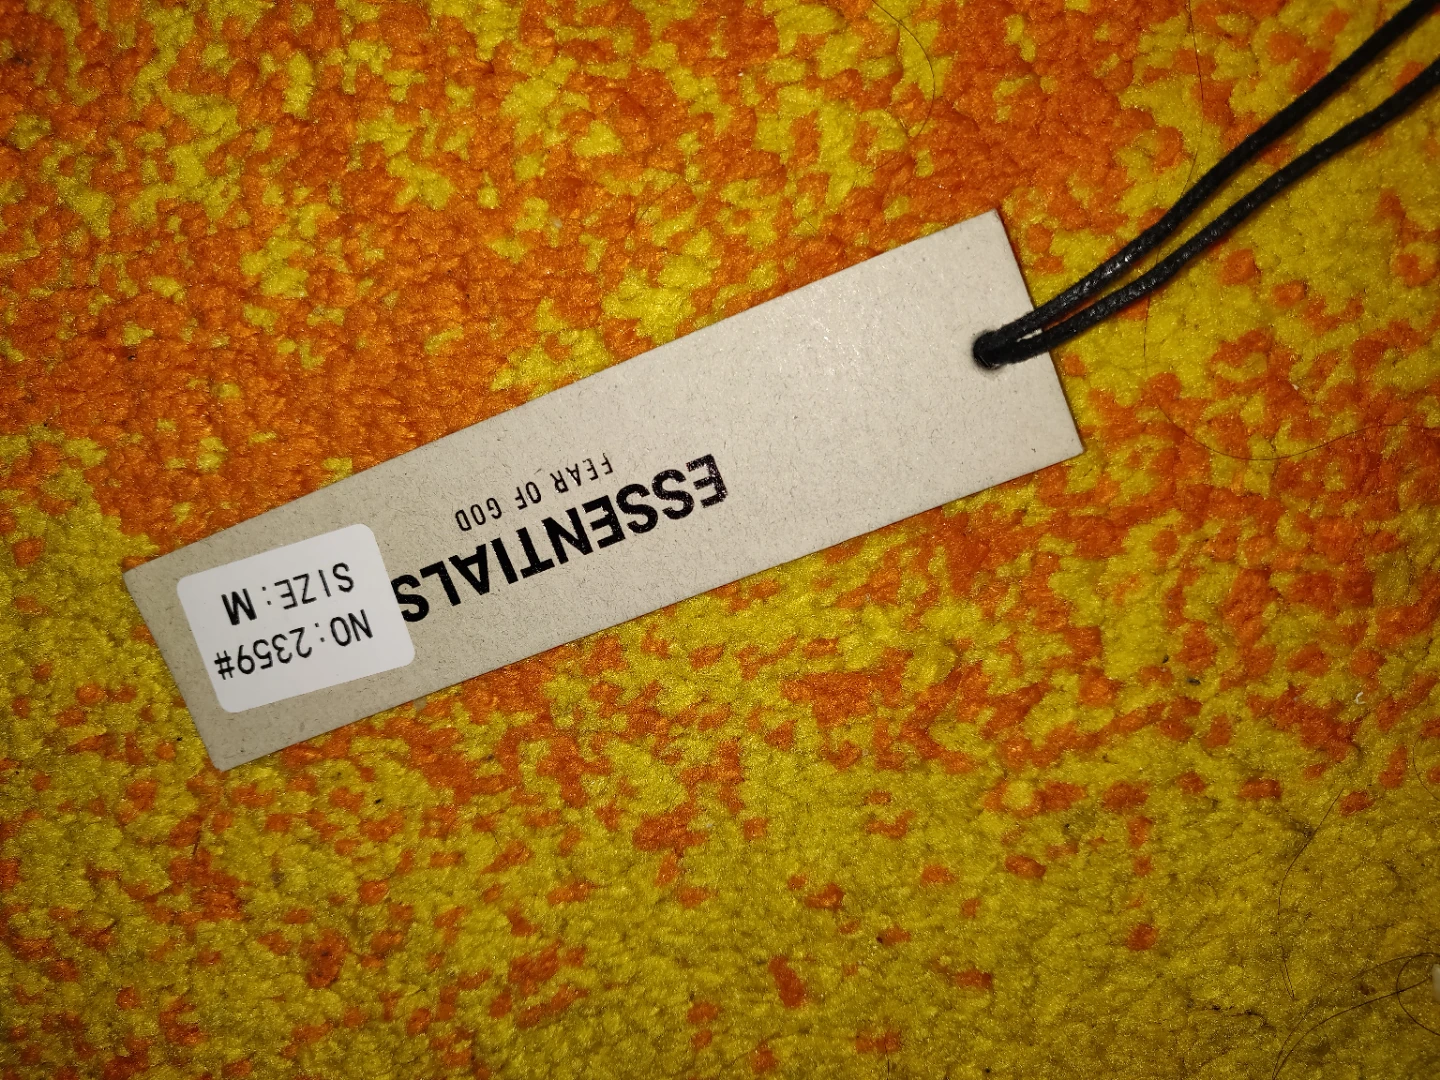 ESSENTIALS
FEAR OF GOD
NO:2359#
SIZE:M